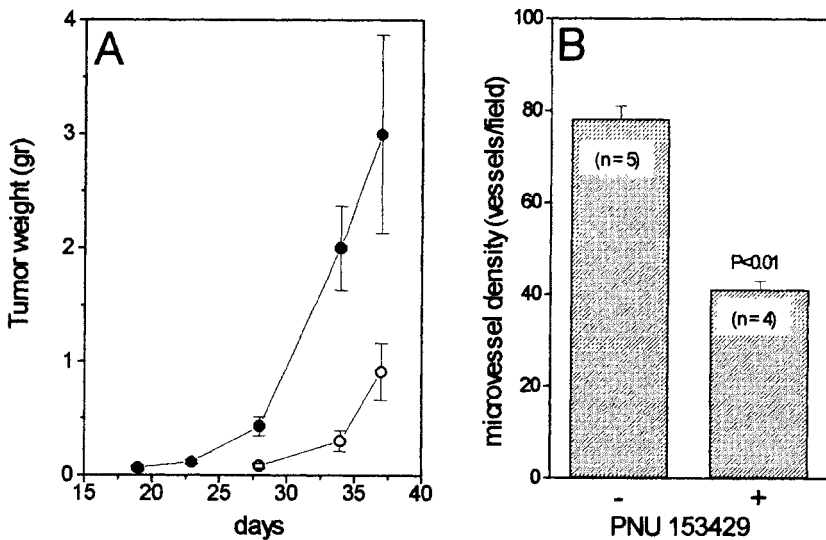 A
Tumor weight (gr)
4
3
2
1
0
15 20 25 30 35 40
days
B
microvessel density (vessels/field)
100
80
60
40
20
0
(n=5)
P<0.01
(n=4)
- +
PNU 153429